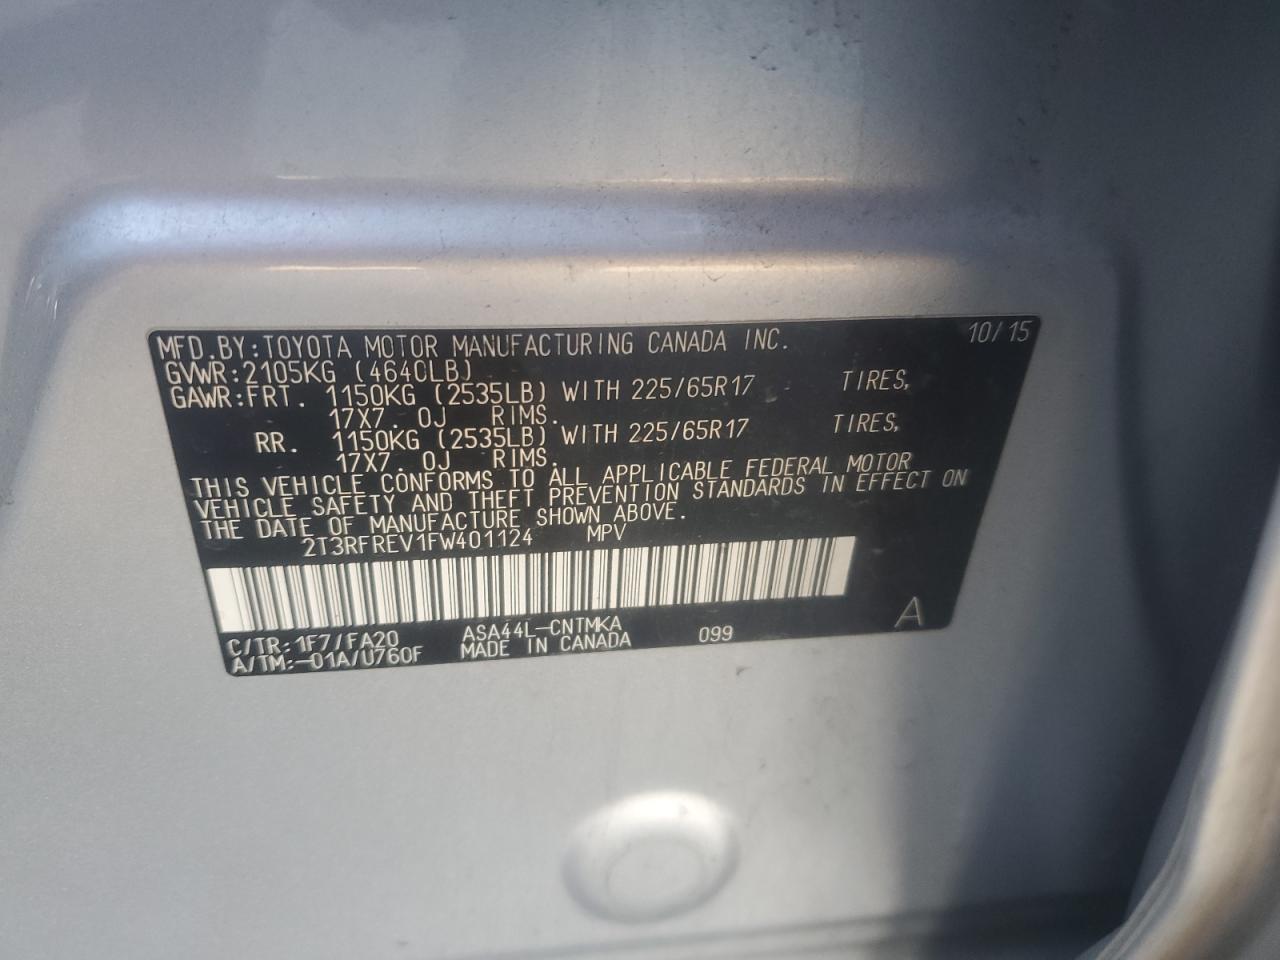 MFD.BY:TOYOTA MOTOR MANUFACTURING CANADA INC. 10/15
GVWR:2105KG (4640LB)
GAWR:FRT. 1150KG (2535LB) WITH 225/65R17 TIRES,
17X7.0J RIMS.
RR. 1150KG (2535LB) WITH 225/65R17 TIRES,
17X7.0J RIMS.
THIS VEHICLE CONFORMS TO ALL APPLICABLE FEDERAL MOTOR
VEHICLE SAFETY AND THEFT PREVENTION STANDARDS IN EFFECT ON
THE DATE OF MANUFACTURE SHOWN ABOVE.
2T3RFREV1FW401124 MPV
C/TR:1F7/FA20 ASA44L-CNTMKA 099 A
A/TM:-01A/U760F MADE IN CANADA